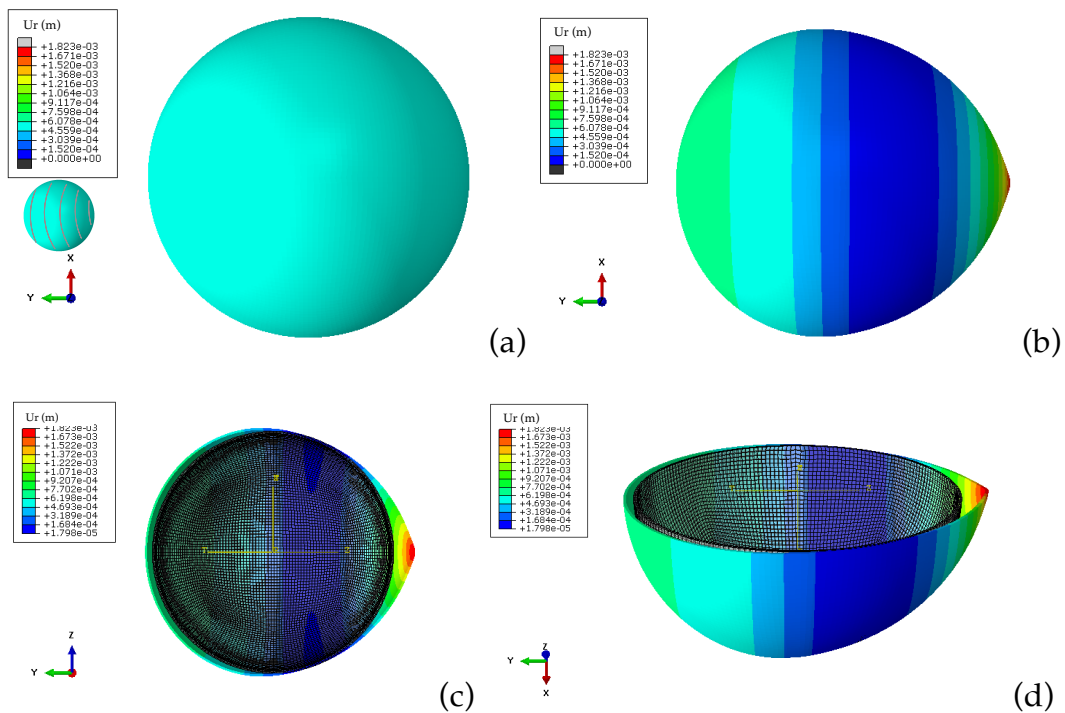 Ur (m)
+1.823e-03
+1.671e-03
+1.520e-03
+1.368e-03
+1.216e-03
+1.064e-03
+9.117e-04
+7.598e-04
+6.078e-04
+4.559e-04
+3.039e-04
+1.520e-04
+0.000e+00
X
Y
(a)
Ur (m)
+1.823e-03
+1.671e-03
+1.520e-03
+1.368e-03
+1.216e-03
+1.064e-03
+9.117e-04
+7.598e-04
+6.078e-04
+4.559e-04
+3.039e-04
+1.520e-04
+0.000e+00
X
Y
(b)
Ur (m)
+1.823e-03
+1.673e-03
+1.522e-03
+1.372e-03
+1.222e-03
+1.071e-03
+9.207e-04
+7.702e-04
+6.198e-04
+4.693e-04
+3.189e-04
+1.684e-04
+1.798e-05
Z
Y
(c)
Ur (m)
+1.823e-03
+1.673e-03
+1.522e-03
+1.372e-03
+1.222e-03
+1.071e-03
+9.207e-04
+7.702e-04
+6.198e-04
+4.693e-04
+3.189e-04
+1.684e-04
+1.798e-05
Z
Y
X
(d)